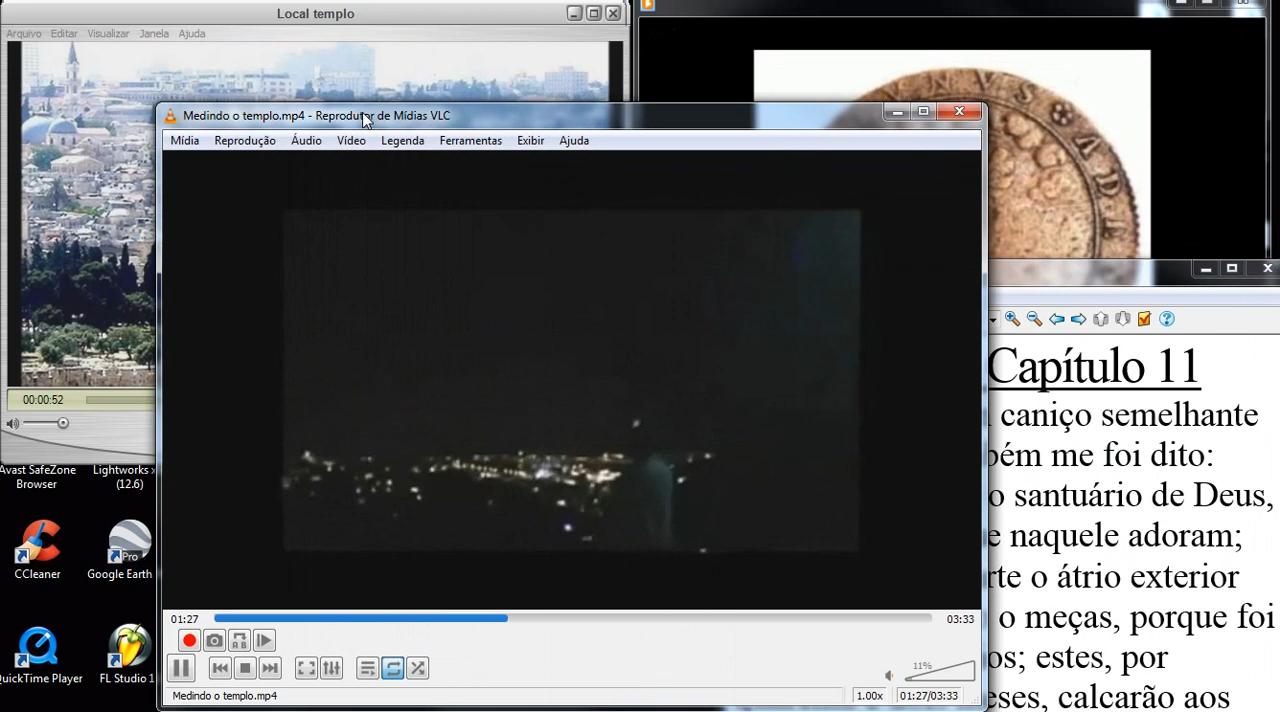 Local templo
Arquivo Editar Visualizar Janela Ajuda
Medindo o templo.mp4 - Reprodutor de Mídias VLC
Mídia Reprodução Áudio Vídeo Legenda Ferramentas Exibir Ajuda
00:00:52
Avast SafeZone
Browser
Lightworks x
(12.6)
CCleaner
Google Earth
Pro
QuickTime Player
FL Studio 1
01:27
03:33
A B
11%
Medindo o templo.mp4
1.00x
01:27/03:33
Capítulo 11
caniço semelhante
bém me foi dito:
o santuário de Deus,
e naquele adoram;
rte o átrio exterior
o meças, porque foi
os; estes, por
eses, calcarão aos